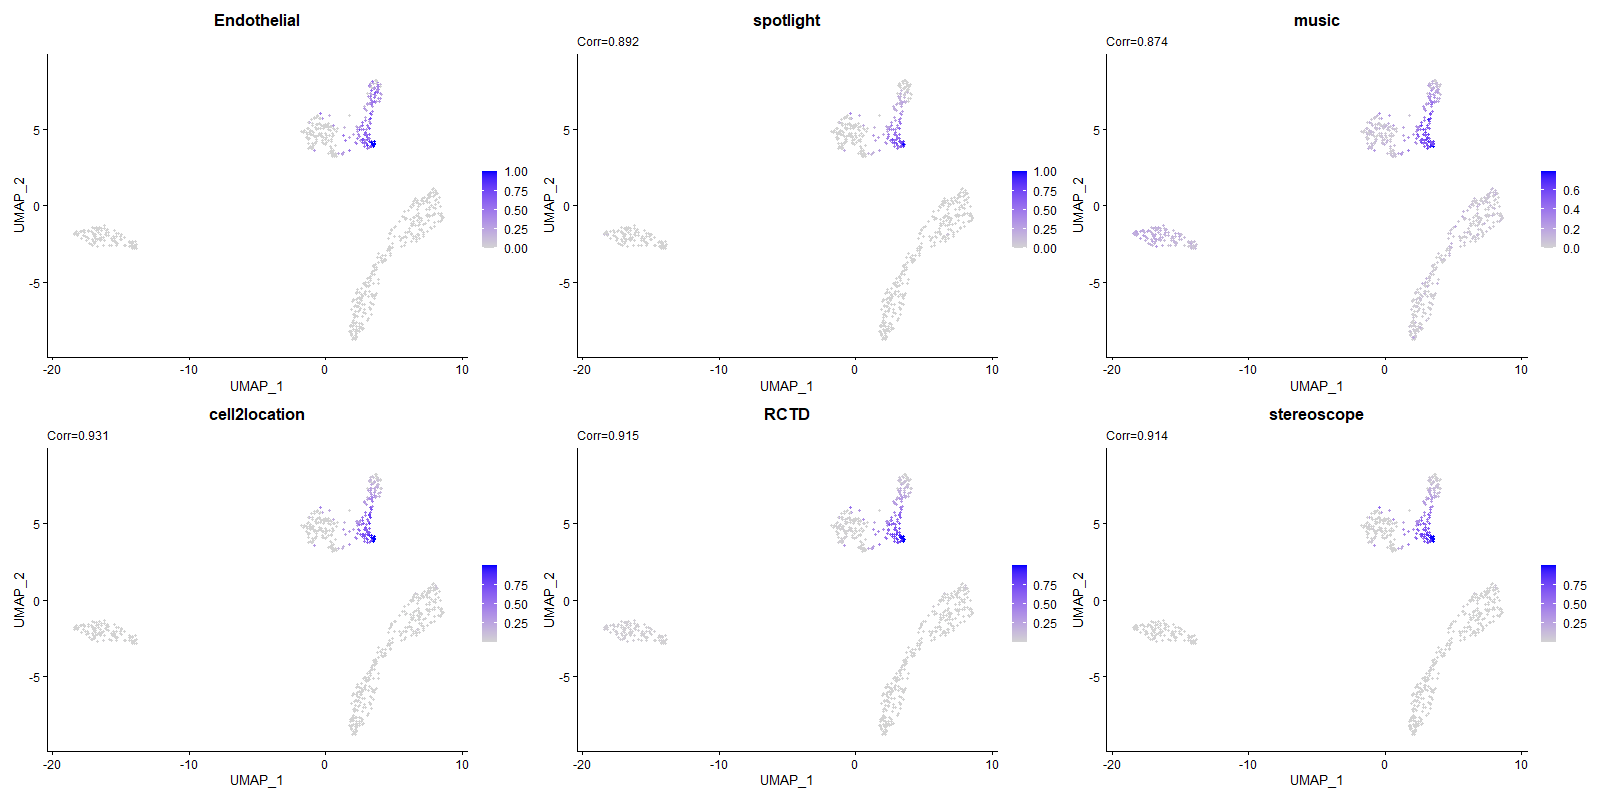 Endothelial
UMAP_2
5
0
-5
-20
-10
0
10
UMAP_1
1.00
0.75
0.50
0.25
0.00
spotlight
Corr=0.892
UMAP_2
5
0
-5
-20
-10
0
10
UMAP_1
1.00
0.75
0.50
0.25
0.00
music
Corr=0.874
UMAP_2
5
0
-5
-20
-10
0
10
UMAP_1
0.6
0.4
0.2
0.0
cell2location
Corr=0.931
UMAP_2
5
0
-5
-20
-10
0
10
UMAP_1
0.75
0.50
0.25
RCTD
Corr=0.915
UMAP_2
5
0
-5
-20
-10
0
10
UMAP_1
0.75
0.50
0.25
stereoscope
Corr=0.914
UMAP_2
5
0
-5
-20
-10
0
10
UMAP_1
0.75
0.50
0.25